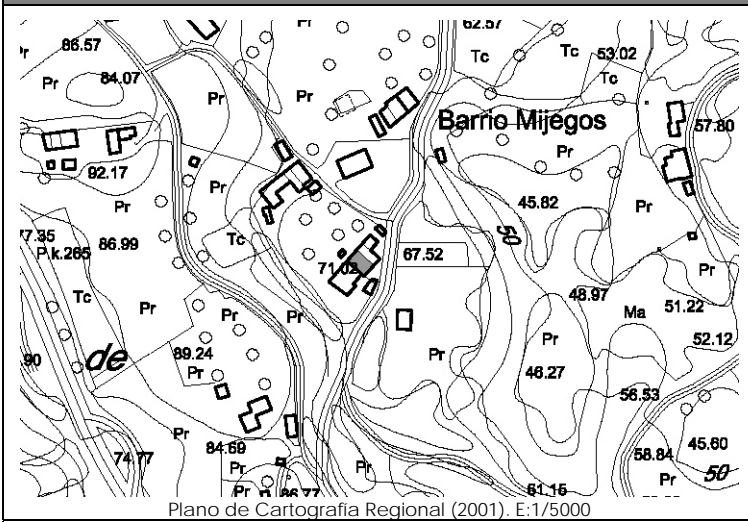 86.57
62.57
Tc
Tc
53.02
Pr
84.07
Pr
Tc
Pr
Barrio Mijegos
57.80
Pr
92.17
Pr
Pr
45.82
Pr
77.35
P.k.265
86.99
Tc
50
71.02
67.52
Pr
Tc
Pr
48.97
51.22
Pr
Pr
Ma
Pr
52.12
de
89.24
Pr
Pr
46.27
56.53
Pr
84.69
58.84
45.60
74.77
Pr
Pr
Pr
50
Pr
86.77
61.15
Plano de Cartografía Regional (2001). E:1/5000